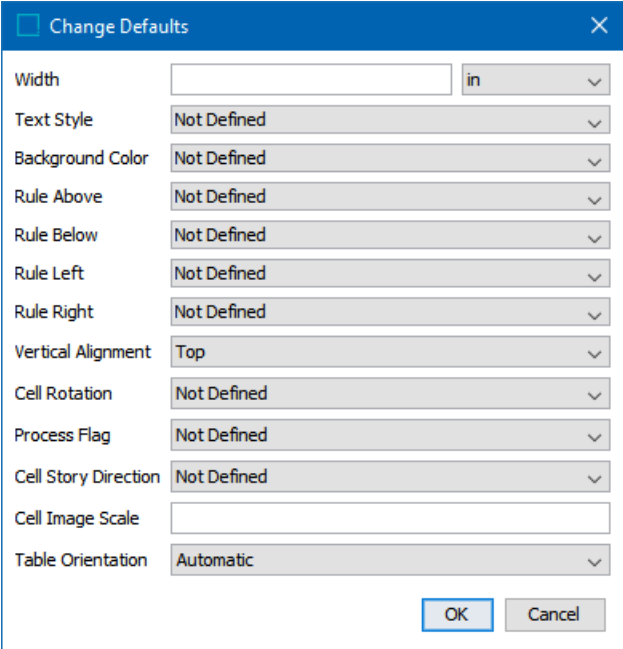 Change Defaults
Width in
Text Style Not Defined
Background Color Not Defined
Rule Above Not Defined
Rule Below Not Defined
Rule Left Not Defined
Rule Right Not Defined
Vertical Alignment Top
Cell Rotation Not Defined
Process Flag Not Defined
Cell Story Direction Not Defined
Cell Image Scale
Table Orientation Automatic
OK Cancel